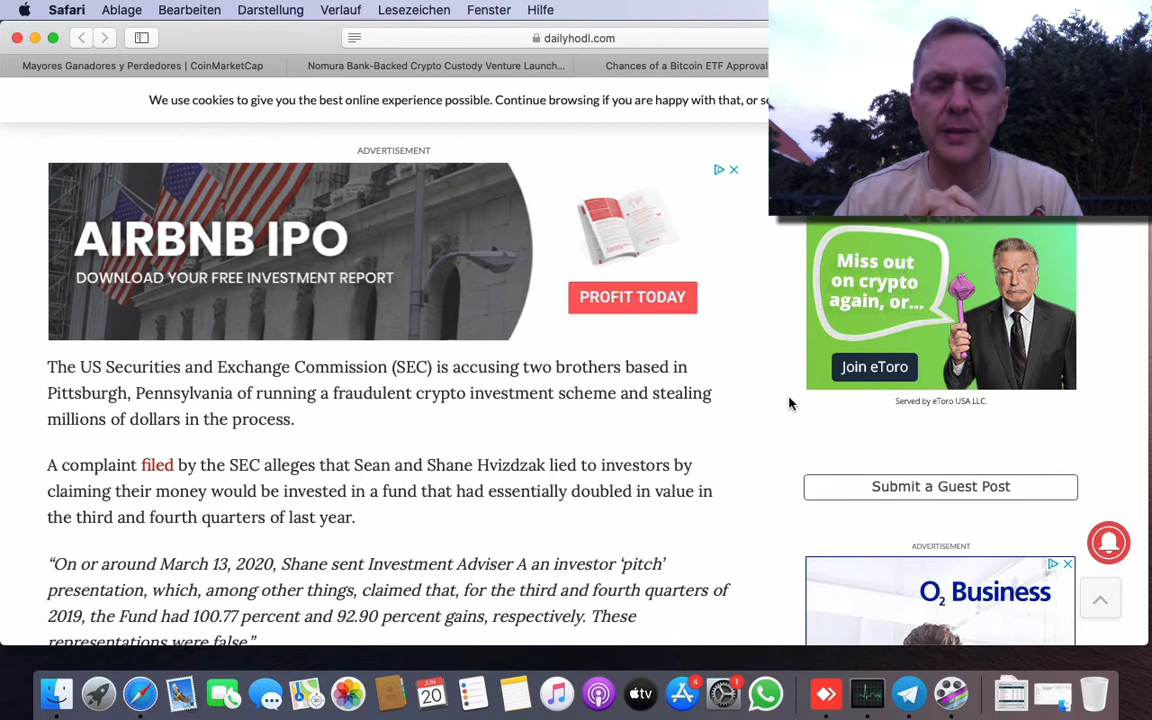 Safari Ablage Bearbeiten Darstellung Verlauf Lesezeichen Fenster Hilfe
dailyhodl.com
Mayores Ganadores y Perdedores | CoinMarketCap
Nomura Bank-Backed Crypto Custody Venture Launch...
Chances of a Bitcoin ETF Approval
We use cookies to give you the best online experience possible. Continue browsing if you are happy with that, or se
ADVERTISEMENT
AIRBNB IPO
DOWNLOAD YOUR FREE INVESTMENT REPORT
PROFIT TODAY
Miss out
on crypto
again, or...
Join eToro
Served by eToro USA LLC.
The US Securities and Exchange Commission (SEC) is accusing two brothers based in
Pittsburgh, Pennsylvania of running a fraudulent crypto investment scheme and stealing
millions of dollars in the process.
A complaint filed by the SEC alleges that Sean and Shane Hvizdzak lied to investors by
claiming their money would be invested in a fund that had essentially doubled in value in
the third and fourth quarters of last year.
“On or around March 13, 2020, Shane sent Investment Adviser A an investor ‘pitch’
presentation, which, among other things, claimed that, for the third and fourth quarters of
2019, the Fund had 100.77 percent and 92.90 percent gains, respectively. These
representations were false”
Submit a Guest Post
ADVERTISEMENT
O2 Business
JUN
20
tv
4
1